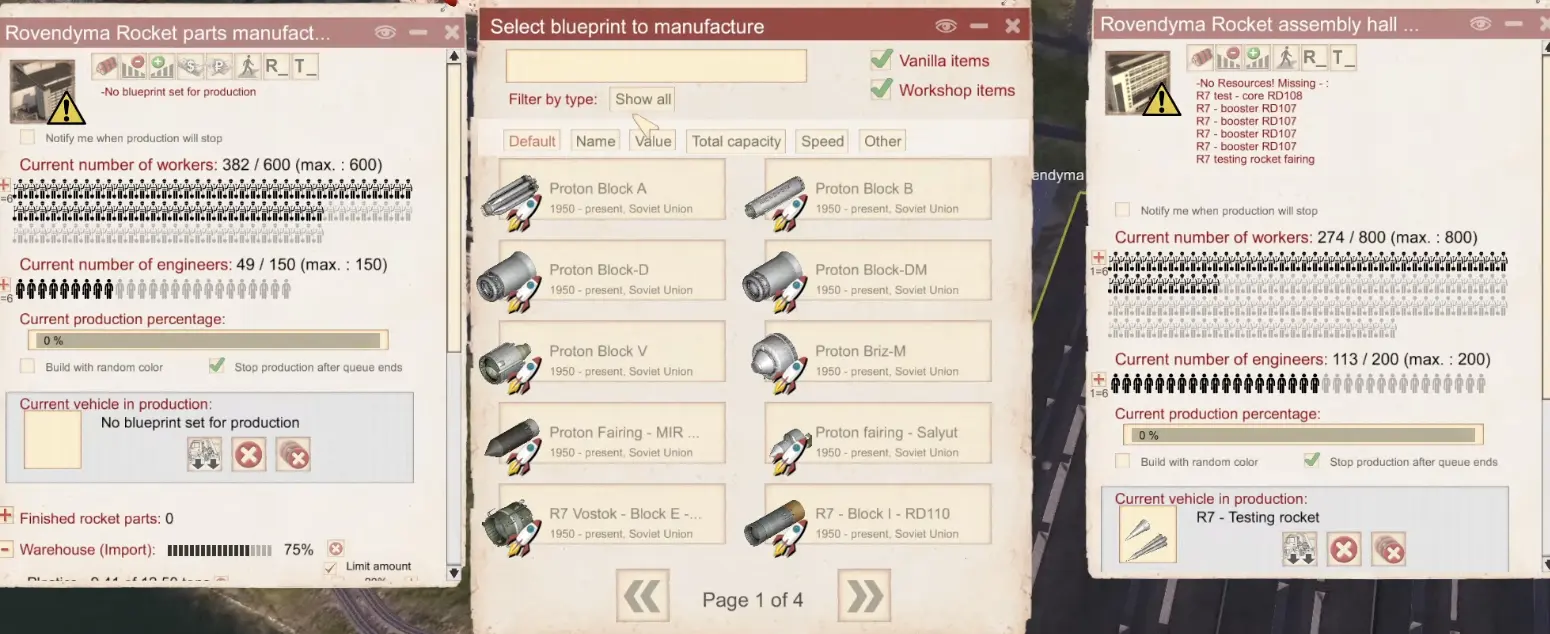 Rovendyma Rocket parts manufact...
R_ T_
-No blueprint set for production
Notify me when production will stop
Current number of workers: 382 / 600 (max. : 600)
=6
Current number of engineers: 49 / 150 (max. : 150)
=6
Current production percentage:
0 %
Build with random color
Stop production after queue ends
Current vehicle in production:
No blueprint set for production
Finished rocket parts: 0
Warehouse (Import): 75%
Limit amount
Select blueprint to manufacture
Vanilla items
Workshop items
Filter by type: Show all
Default Name Value Total capacity Speed Other
Proton Block A
1950 - present, Soviet Union
Proton Block B
1950 - present, Soviet Union
Proton Block-D
1950 - present, Soviet Union
Proton Block-DM
1950 - present, Soviet Union
Proton Block V
1950 - present, Soviet Union
Proton Briz-M
1950 - present, Soviet Union
Proton Fairing - MIR ...
1950 - present, Soviet Union
Proton fairing - Salyut
1950 - present, Soviet Union
R7 Vostok - Block E -...
1950 - present, Soviet Union
R7 - Block I - RD110
1950 - present, Soviet Union
Page 1 of 4
endyma
Rovendyma Rocket assembly hall ...
R_ T_
-No Resources! Missing - :
R7 test - core RD108
R7 - booster RD107
R7 - booster RD107
R7 - booster RD107
R7 - booster RD107
R7 testing rocket fairing
Notify me when production will stop
Current number of workers: 274 / 800 (max. : 800)
1=6
Current number of engineers: 113 / 200 (max. : 200)
1=6
Current production percentage:
0 %
Build with random color
Stop production after queue ends
Current vehicle in production:
R7 - Testing rocket